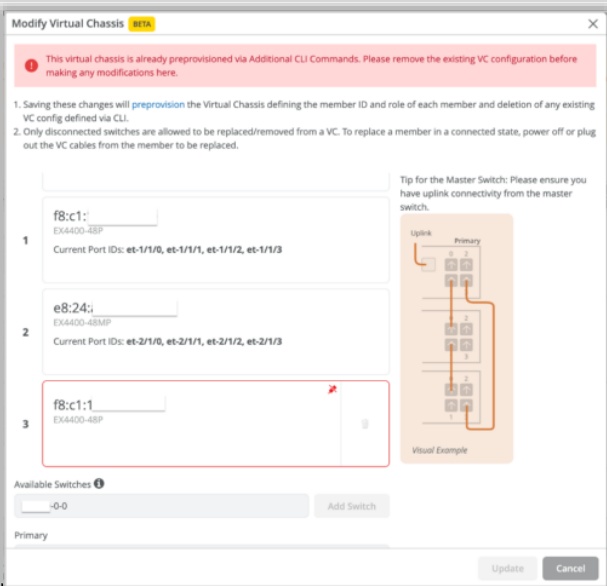 Modify Virtual Chassis BETA
This virtual chassis is already preprovisioned via Additional CLI Commands. Please remove the existing VC configuration before
making any modifications here.
1. Saving these changes will preprovision the Virtual Chassis defining the member ID and role of each member and deletion of any existing
VC config defined via CLI.
2. Only disconnected switches are allowed to be replaced/removed from a VC. To replace a member in a connected state, power off or plug
out the VC cables from the member to be replaced.
1
f8:c1:
EX4400-48P
Current Port IDs: et-1/1/0, et-1/1/1, et-1/1/2, et-1/1/3
2
e8:24:
EX4400-48MP
Current Port IDs: et-2/1/0, et-2/1/1, et-2/1/2, et-2/1/3
3
f8:c1:1
EX4400-48P
Tip for the Master Switch: Please ensure you
have uplink connectivity from the master
switch.
Uplink
Primary
0 2
2
3
2
1
Visual Example
Available Switches
-0-0
Add Switch
Primary
Update
Cancel